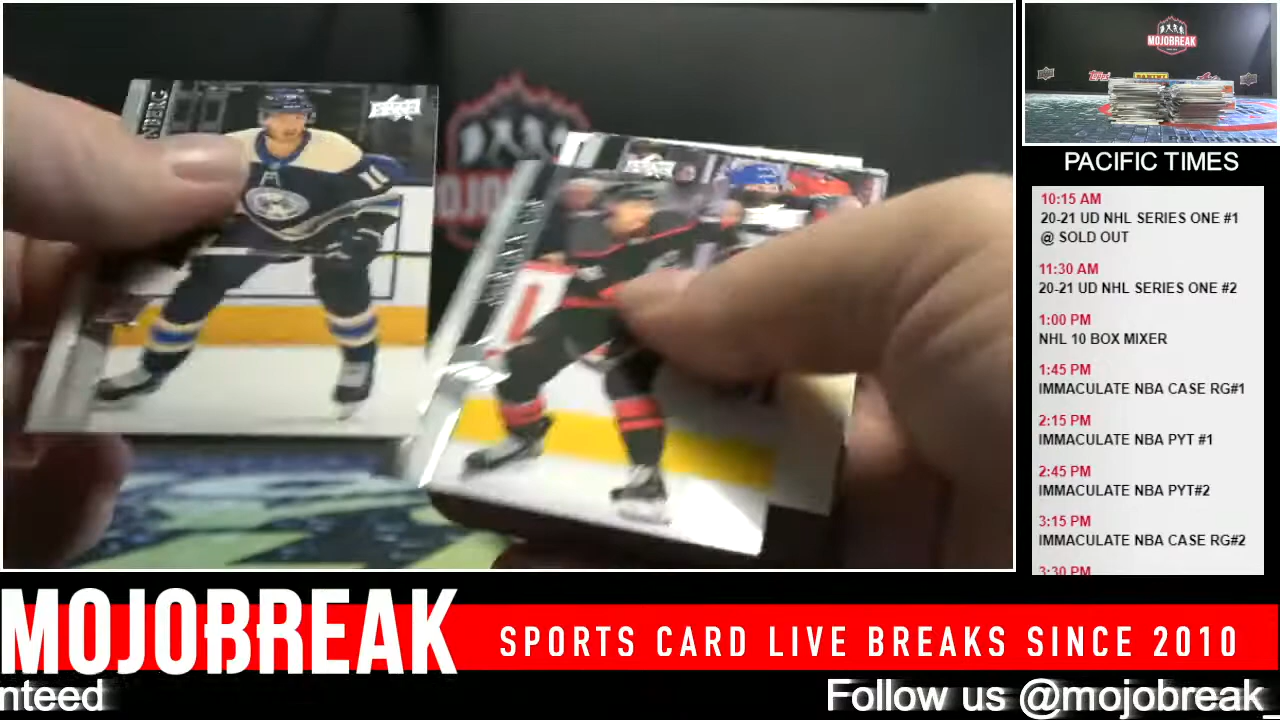 NBERG
MOJOBREAK
PACIFIC TIMES
10:15 AM
20-21 UD NHL SERIES ONE #1
@ SOLD OUT
11:30 AM
20-21 UD NHL SERIES ONE #2
1:00 PM
NHL 10 BOX MIXER
1:45 PM
IMMACULATE NBA CASE RG#1
2:15 PM
IMMACULATE NBA PYT #1
2:45 PM
IMMACULATE NBA PYT#2
3:15 PM
IMMACULATE NBA CASE RG#2
3:30 PM
MOJOBREAK
SPORTS CARD LIVE BREAKS SINCE 2010
nteed
Follow us @mojobreak_